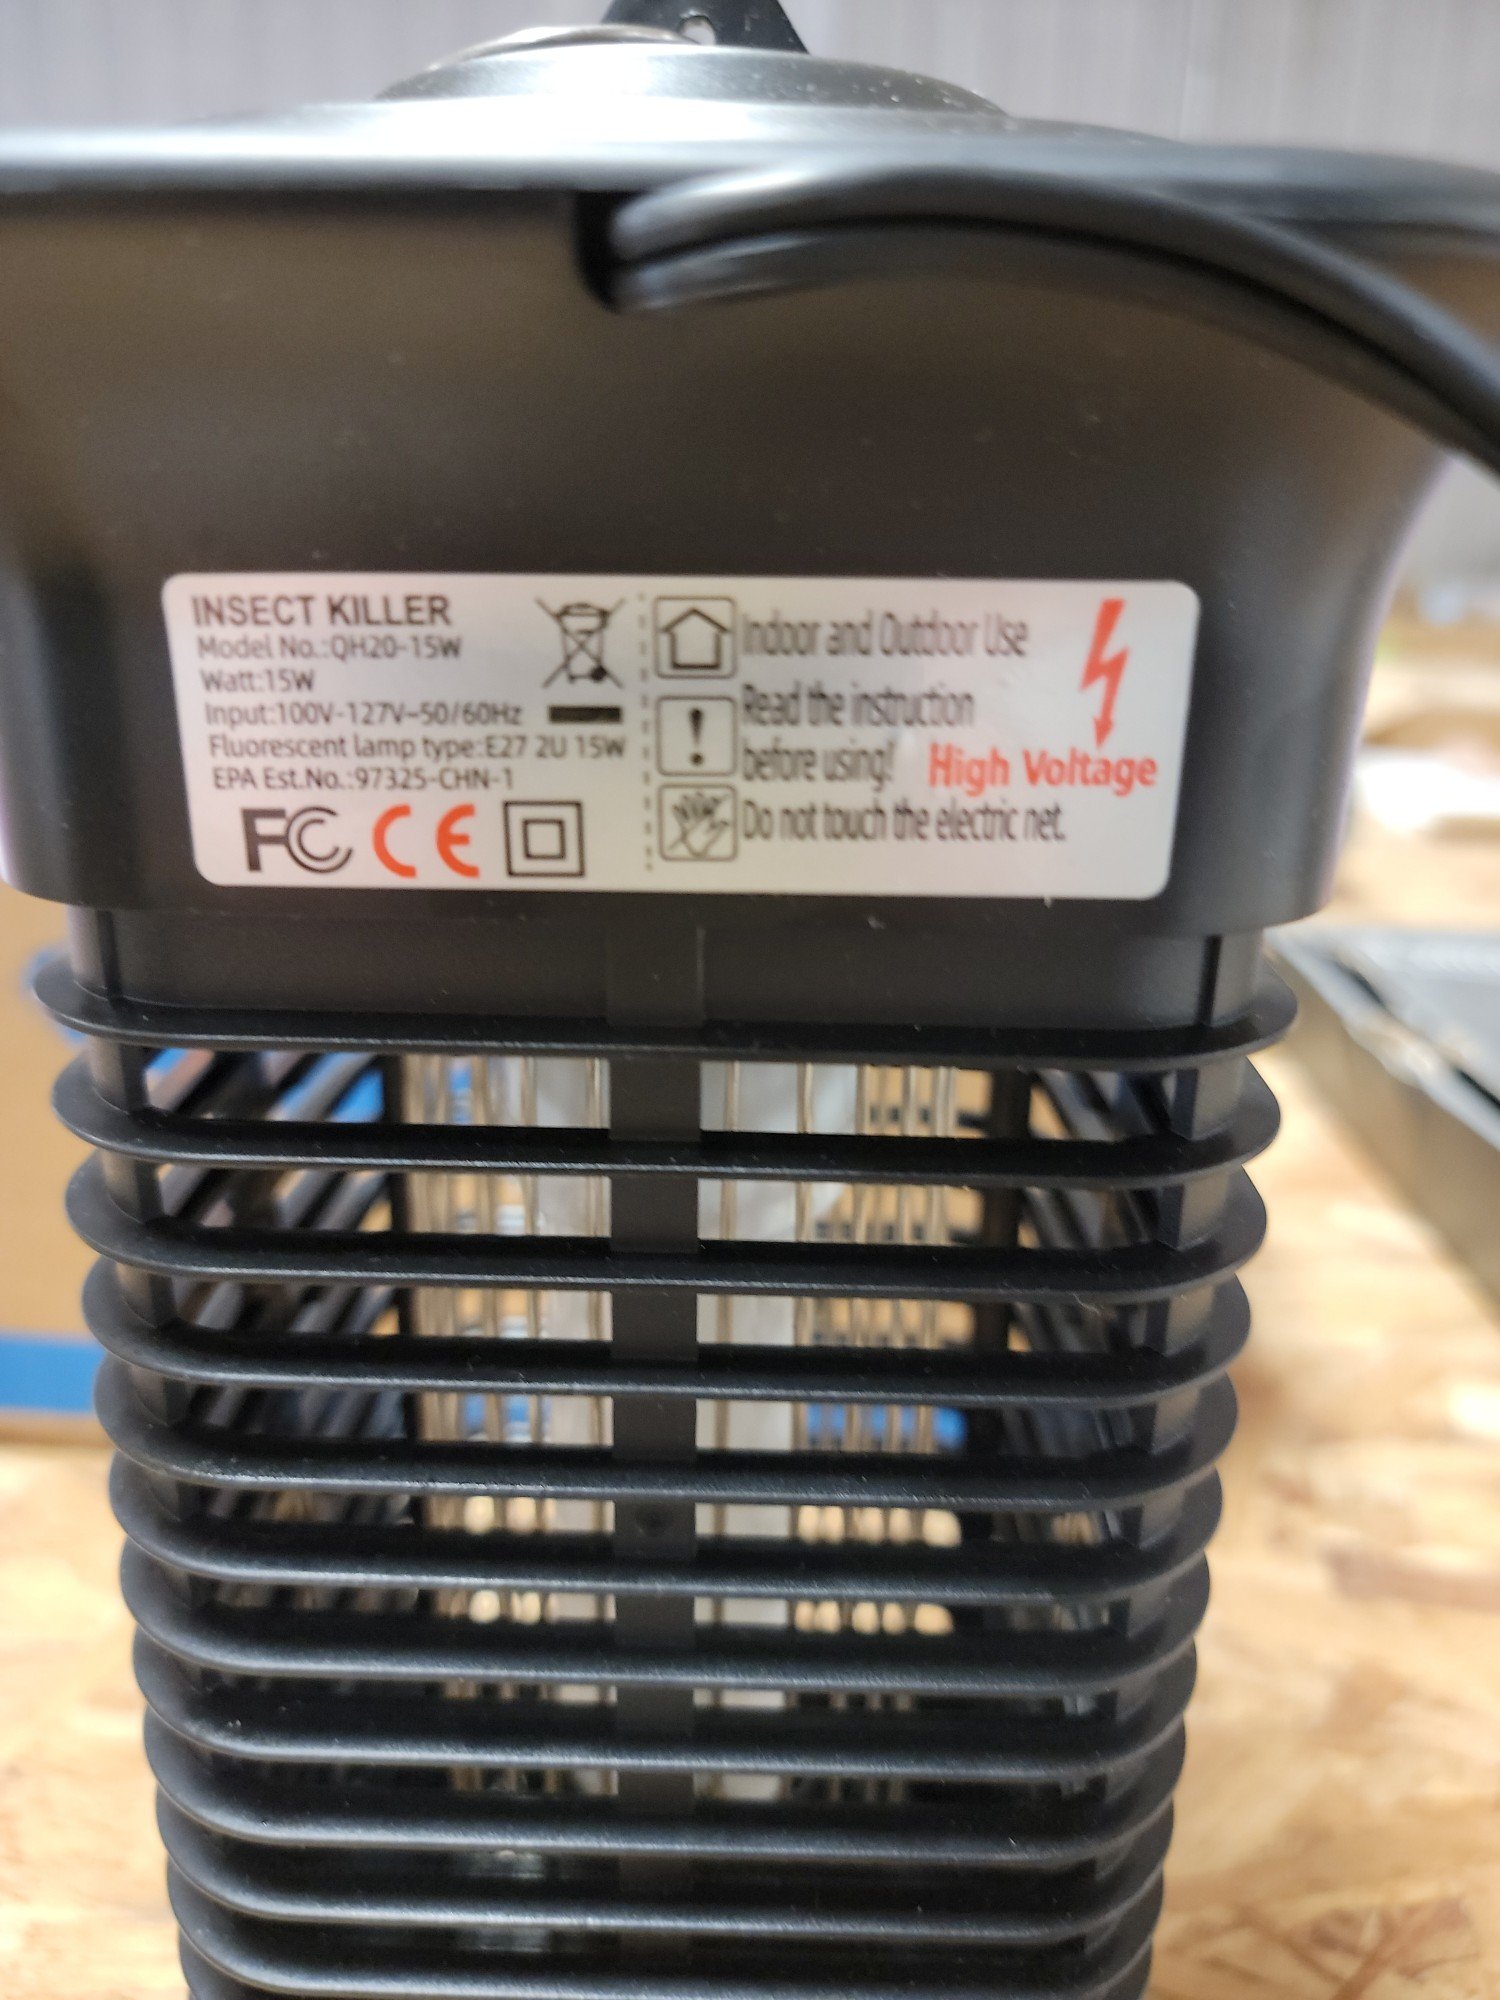 INSECT KILLER
Model No.:QH20-15W
Watt:15W
Input:100V-127V~50/60Hz
Fluorescent lamp type:E27 2U 15W
EPA Est.No.:97325-CHN-1
FC CE
Indoor and Outdoor Use
Read the instruction
before using!
High Voltage
Do not touch the electric net.